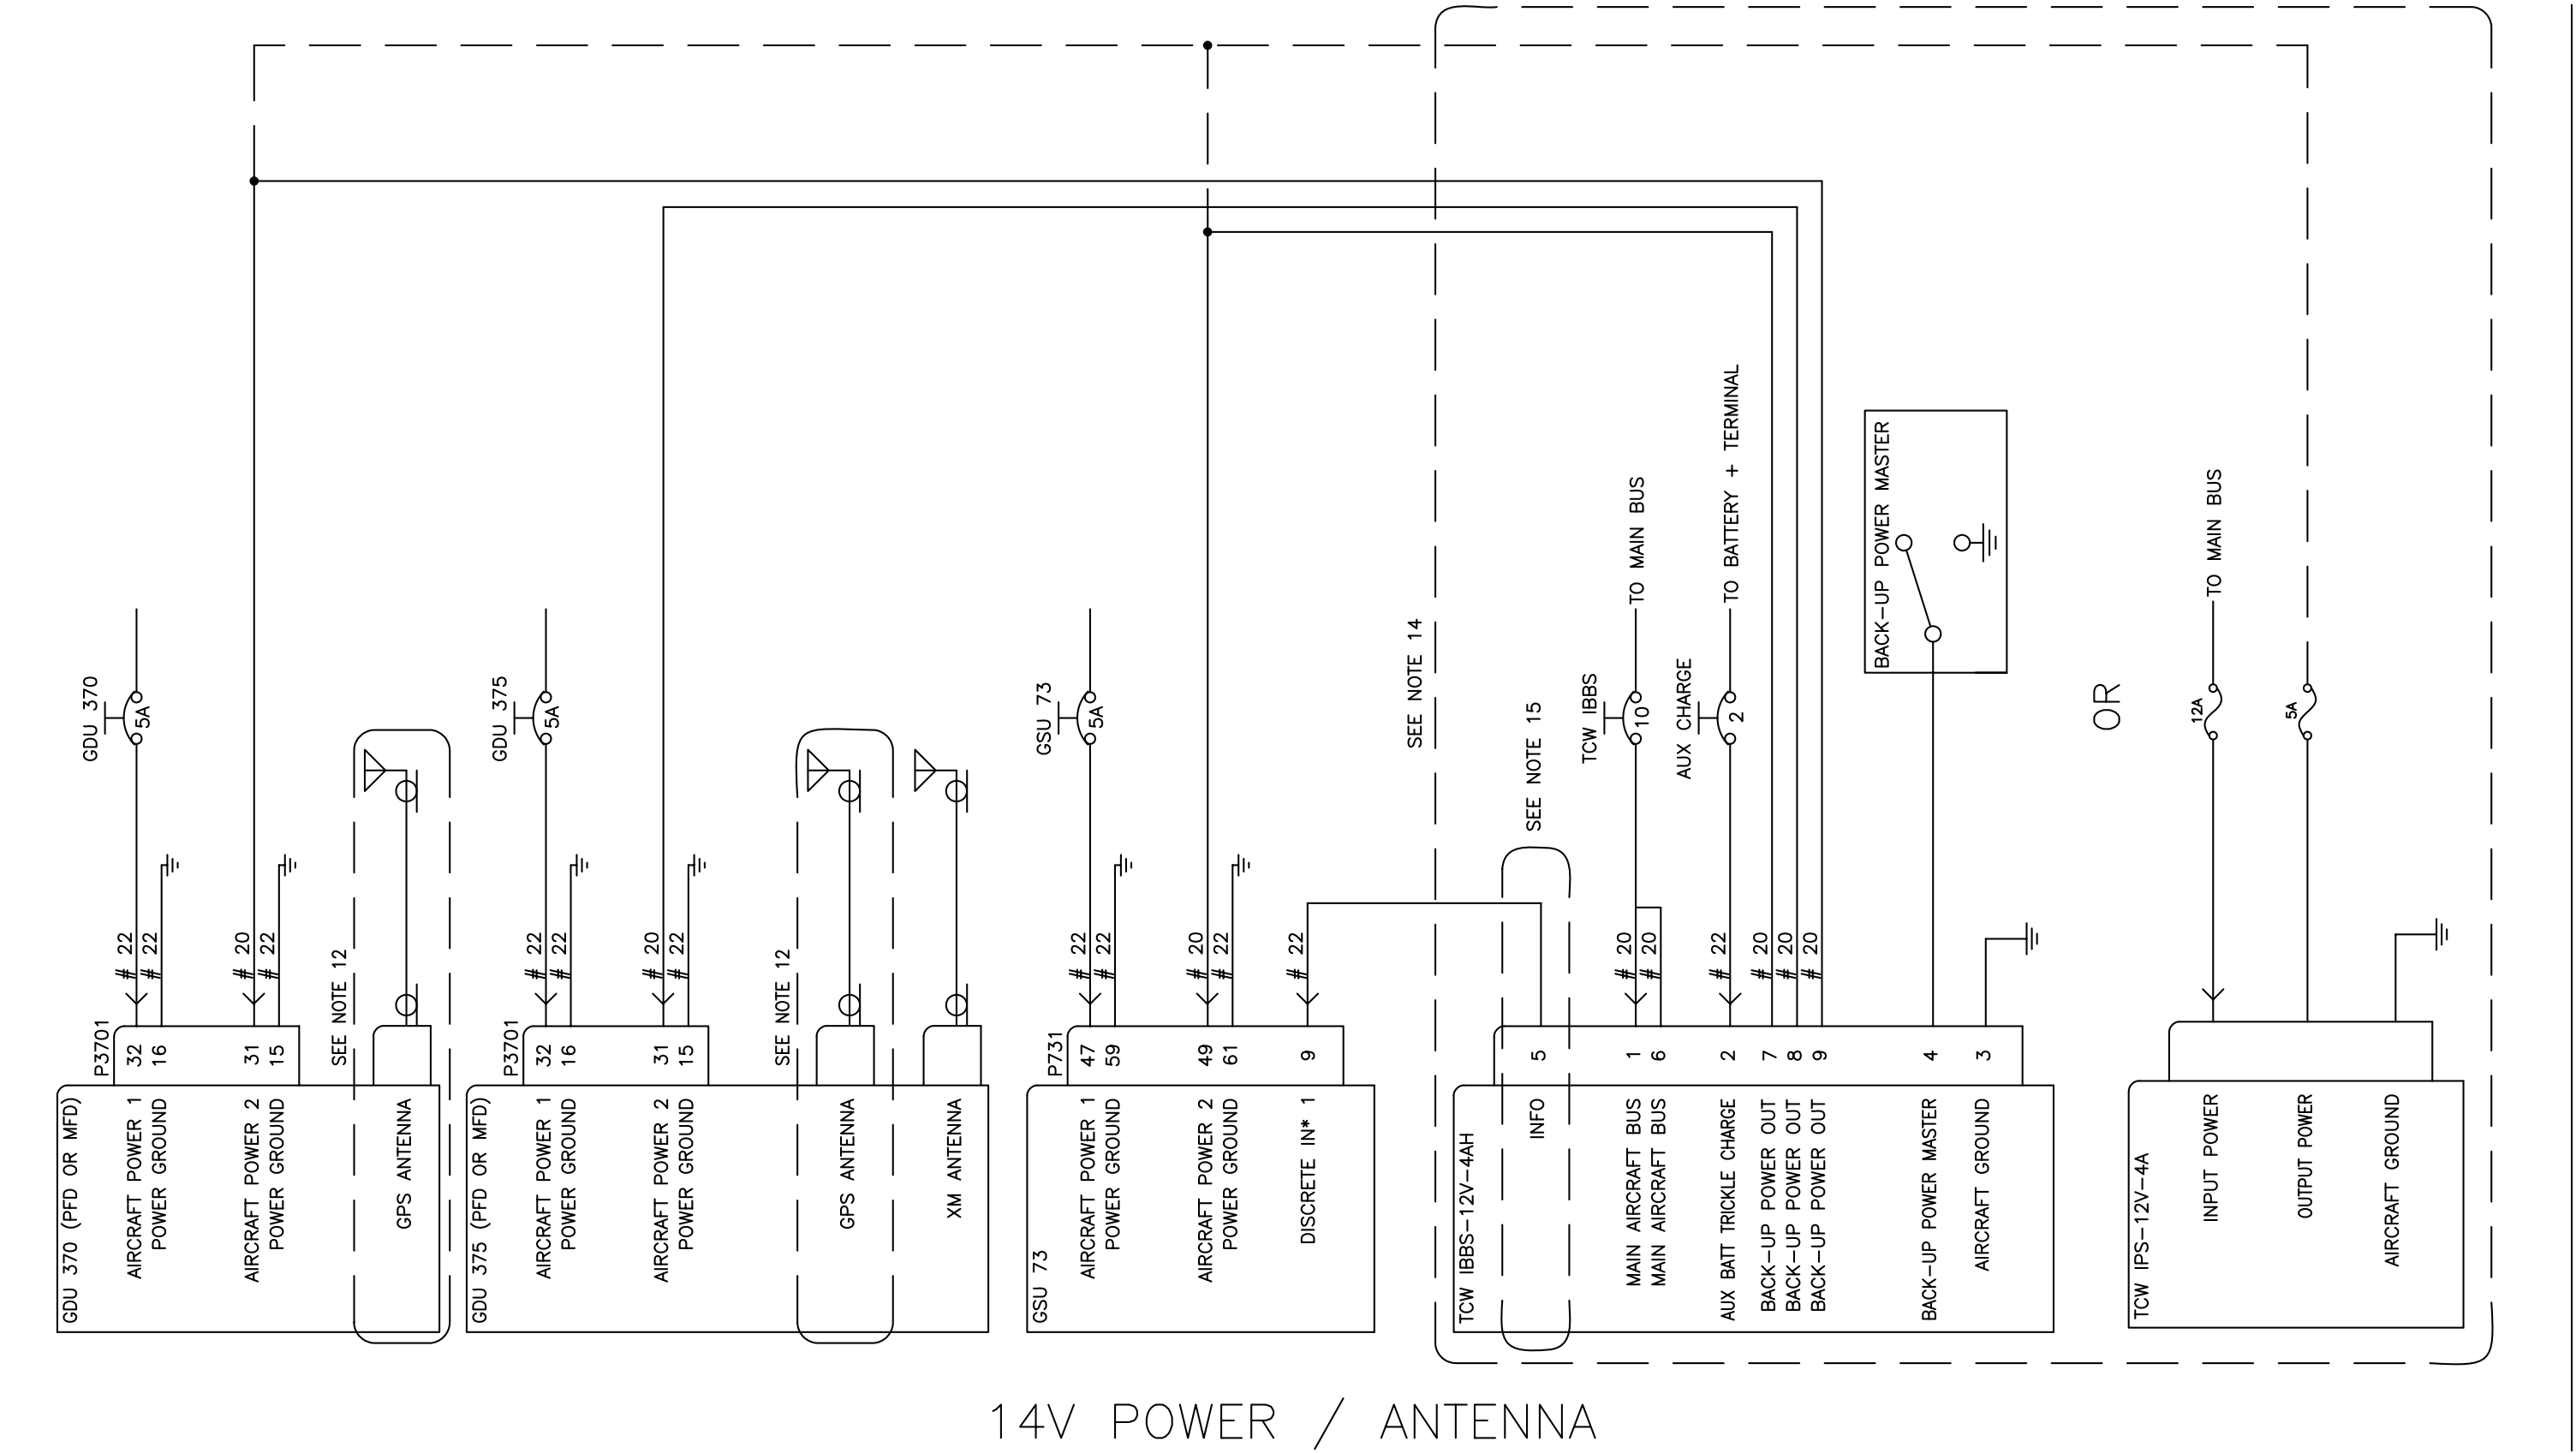 GDU 370
5A
# 22
# 22
# 20
# 22
P3701
32
16
31
15
SEE NOTE 12
GDU 370 (PFD OR MFD)
AIRCRAFT POWER 1
POWER GROUND
AIRCRAFT POWER 2
POWER GROUND
GPS ANTENNA
GDU 375
5A
# 22
# 22
# 20
# 22
P3701
32
16
31
15
SEE NOTE 12
GDU 375 (PFD OR MFD)
AIRCRAFT POWER 1
POWER GROUND
AIRCRAFT POWER 2
POWER GROUND
GPS ANTENNA
XM ANTENNA
GSU 73
5A
# 22
# 22
# 20
# 22
# 22
P731
47
59
49
61
9
GSU 73
AIRCRAFT POWER 1
POWER GROUND
AIRCRAFT POWER 2
POWER GROUND
DISCRETE IN* 1
SEE NOTE 14
SEE NOTE 15
TCW IBBS
10
TO MAIN BUS
AUX CHARGE
2
TO BATTERY + TERMINAL
BACK-UP POWER MASTER
# 20
# 20
# 22
# 20
# 20
# 20
5
1
6
2
7
8
9
4
3
TCW IBBS-12V-4AH
INFO
MAIN AIRCRAFT BUS
MAIN AIRCRAFT BUS
AUX BATT TRICKLE CHARGE
BACK-UP POWER OUT
BACK-UP POWER OUT
BACK-UP POWER OUT
BACK-UP POWER MASTER
AIRCRAFT GROUND
OR
TO MAIN BUS
12A
5A
TCW IPS-12V-4A
INPUT POWER
OUTPUT POWER
AIRCRAFT GROUND
14V POWER / ANTENNA